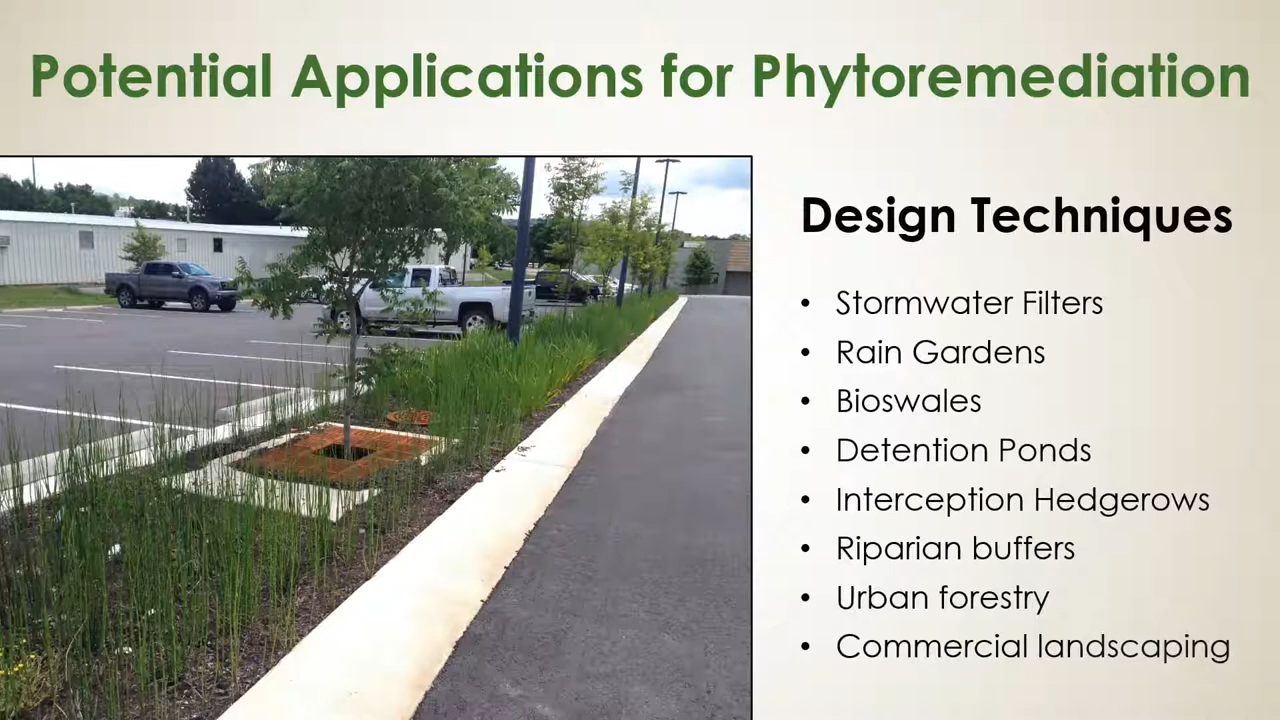 Potential Applications for Phytoremediation
Design Techniques
• Stormwater Filters
• Rain Gardens
• Bioswales
• Detention Ponds
• Interception Hedgerows
• Riparian buffers
• Urban forestry
• Commercial landscaping